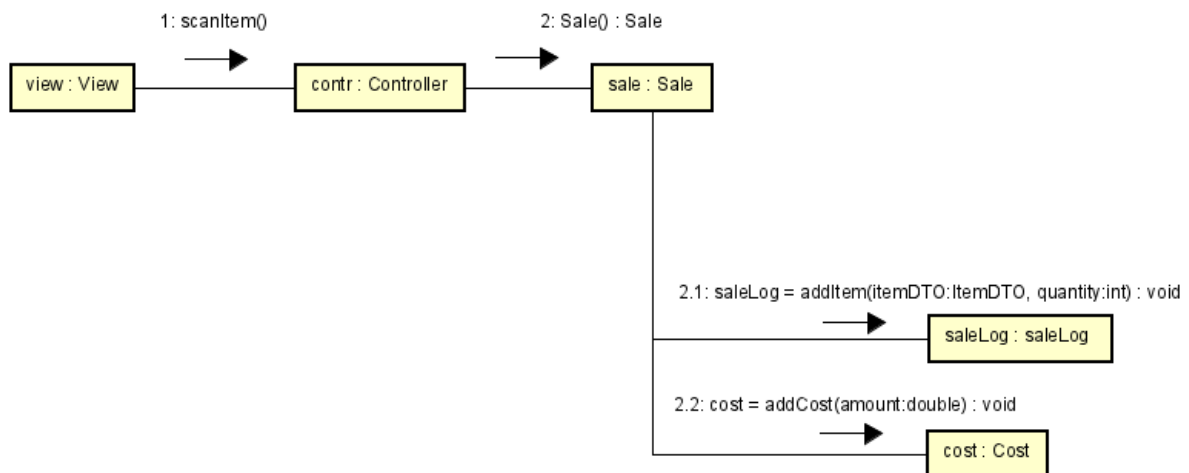 1: scanItem()
2: Sale() : Sale
view : View
contr : Controller
sale : Sale
2.1: saleLog = addItem(itemDTO:ItemDTO, quantity:int) : void
saleLog : saleLog
2.2: cost = addCost(amount:double) : void
cost : Cost